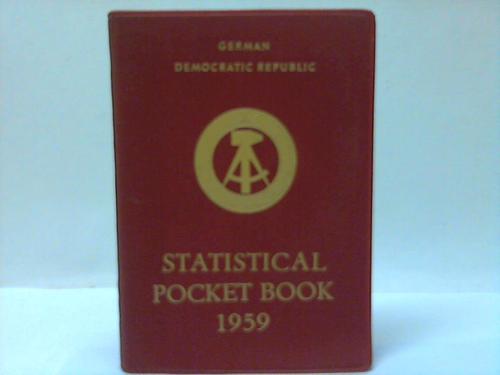 GERMAN
DEMOCRATIC REPUBLIC
STATISTICAL
POCKET BOOK
1959